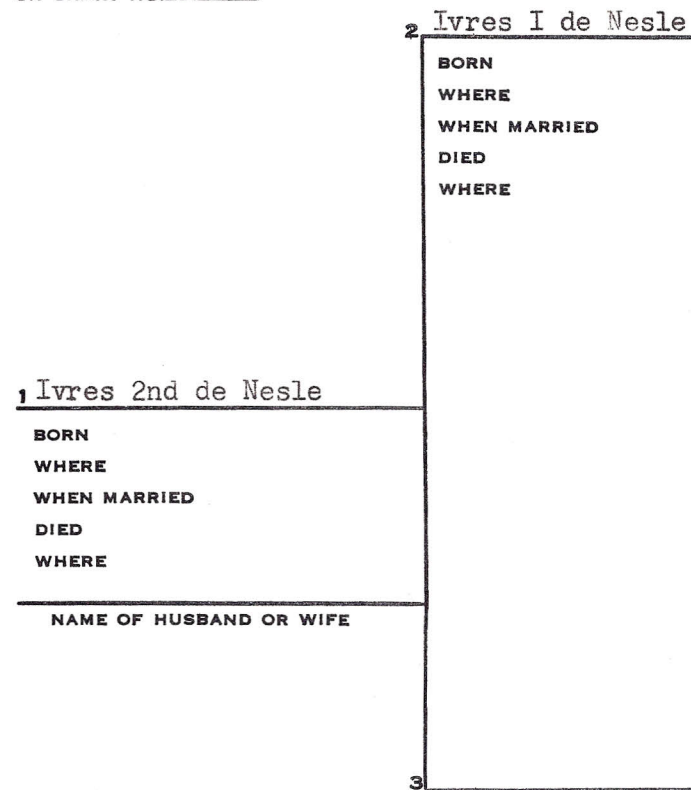 2 Ivres I de Nesle
BORN
WHERE
WHEN MARRIED
DIED
WHERE
1 Ivres 2nd de Nesle
BORN
WHERE
WHEN MARRIED
DIED
WHERE
NAME OF HUSBAND OR WIFE
3